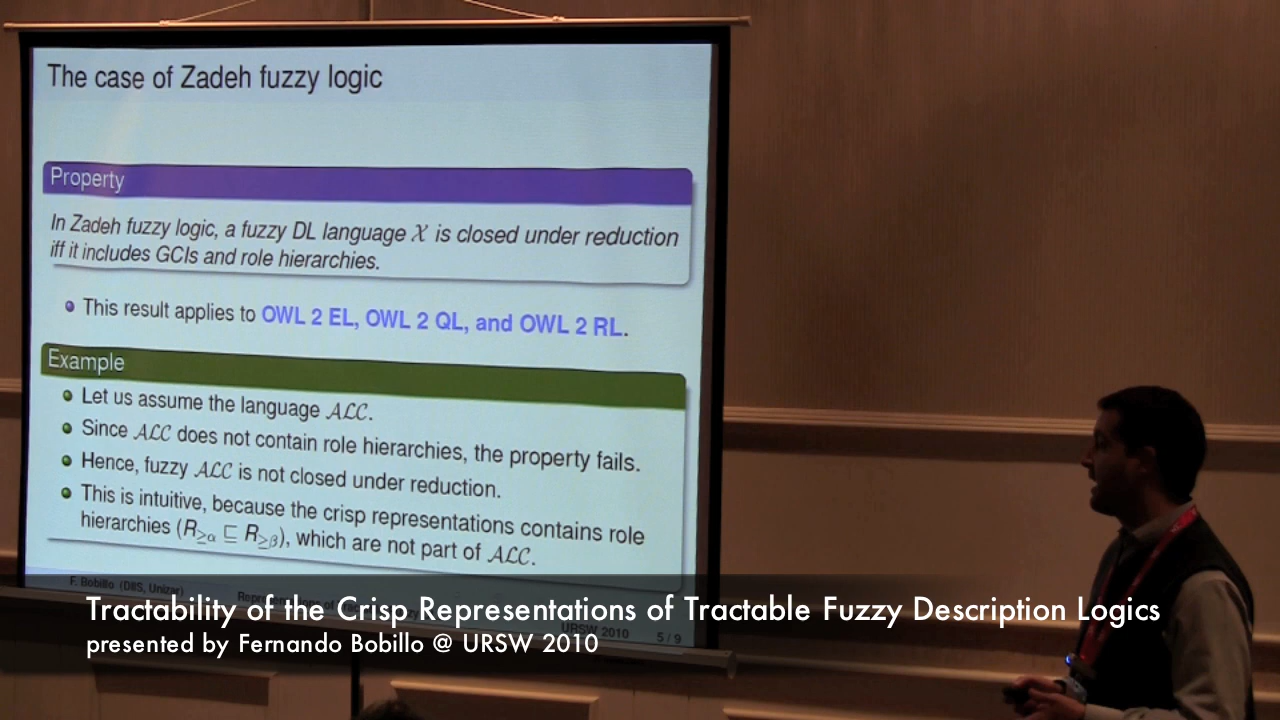 The case of Zadeh fuzzy logic
Property
In Zadeh fuzzy logic, a fuzzy DL language 𝒳 is closed under reduction
iff it includes GCIs and role hierarchies.
This result applies to OWL 2 EL, OWL 2 QL, and OWL 2 RL.
Example
Let us assume the language 𝒜ℒ𝒞.
Since 𝒜ℒ𝒞 does not contain role hierarchies, the property fails.
Hence, fuzzy 𝒜ℒ𝒞 is not closed under reduction.
This is intuitive, because the crisp representations contains role
hierarchies (R≥α ⊑ R≥β), which are not part of 𝒜ℒ𝒞.
F. Bobillo (DIIS, Unizar)
URSW 2010 5 / 9
Tractability of the Crisp Representations of Tractable Fuzzy Description Logics
presented by Fernando Bobillo @ URSW 2010